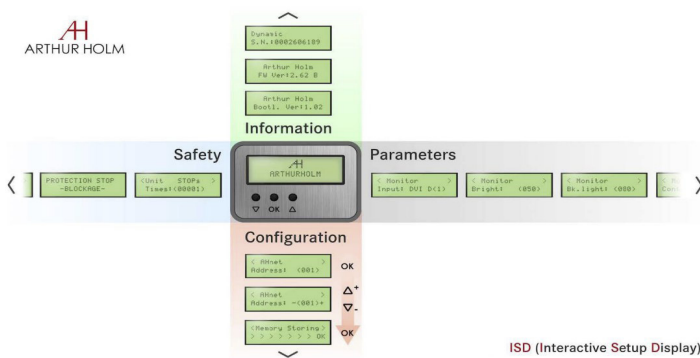 AH
ARTHUR HOLM
Dynamic
S.N.:0002606109
Arthur Holm
FW Ver:2.62 B
Arthur Holm
Bootl. Ver:1.02
Information
Safety
Parameters
PROTECTION STOP
-BLOCKAGE-
<Unit STOPs >
Times:(00001)
AH
ARTHURHOLM
▽ OK △
< Monitor >
Input: DVI D(1)
< Monitor >
Bright: (050)
< Monitor >
Bk.light: (080)
Configuration
< AHnet >
Address: (001)
OK
< AHnet >
Address: -(001)+
△+
▽-
<Memory Storing>
> > > > > > OK
OK
ISD (Interactive Setup Display)